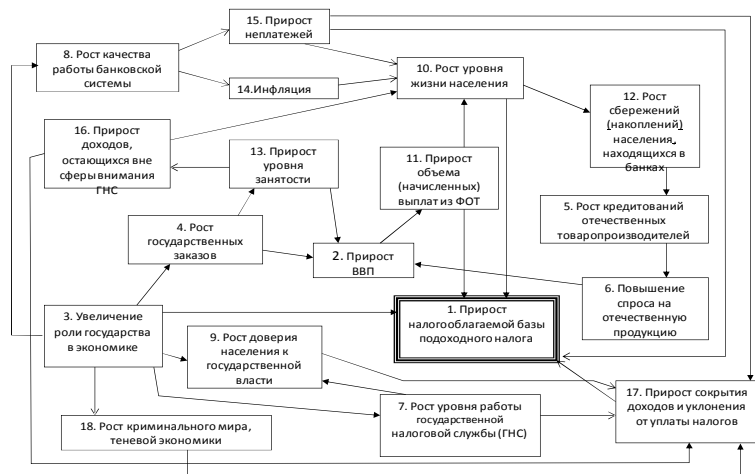 15. Прирост
неплатежей
8. Рост качества
работы банковской
системы
14.Инфляция
10. Рост уровня
жизни населения
12. Рост
сбережений
(накоплений)
населения,
находящихся в
банках
16. Прирост
доходов,
остающихся вне
сферы внимания
ГНС
13. Прирост
уровня
занятости
11. Прирост
объема
(начисленных)
выплат из ФОТ
5. Рост кредитований
отечественных
товаропроизводителей
4. Рост
государственных
заказов
2. Прирост
ВВП
6. Повышение
спроса на
отечественную
продукцию
3. Увеличение
роли государства
в экономике
1. Прирост
налогооблагаемой базы
подоходного налога
9. Рост доверия
населения к
государственной
власти
7. Рост уровня работы
государственной
налоговой службы (ГНС)
17. Прирост сокрытия
доходов и уклонения
от уплаты налогов
18. Рост криминального мира,
теневой экономики